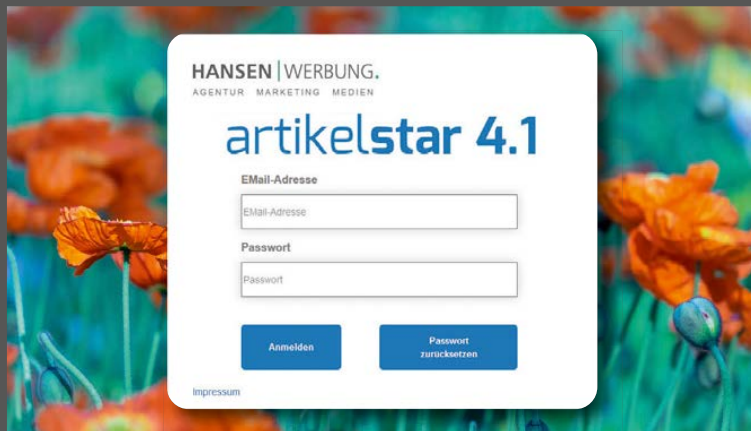 HANSEN|WERBUNG.
AGENTUR MARKETING MEDIEN
artikelstar 4.1
EMail-Adresse
EMail-Adresse
Passwort
Passwort
Anmelden
Passwort
zurücksetzen
Impressum